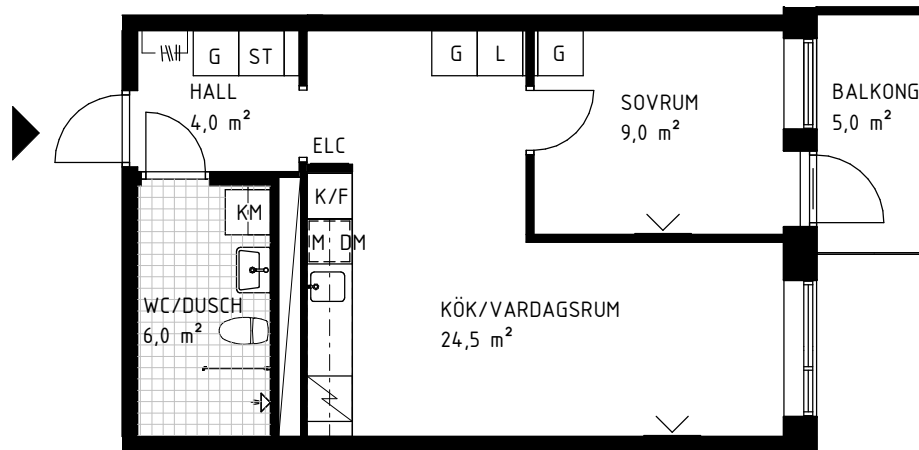 G
ST
G
L
G
HALL
4,0 m²
SOVRUM
9,0 m²
BALKONG
5,0 m²
ELC
K/F
KM
M DM
WC/DUSCH
6,0 m²
KÖK/VARDAGSRUM
24,5 m²